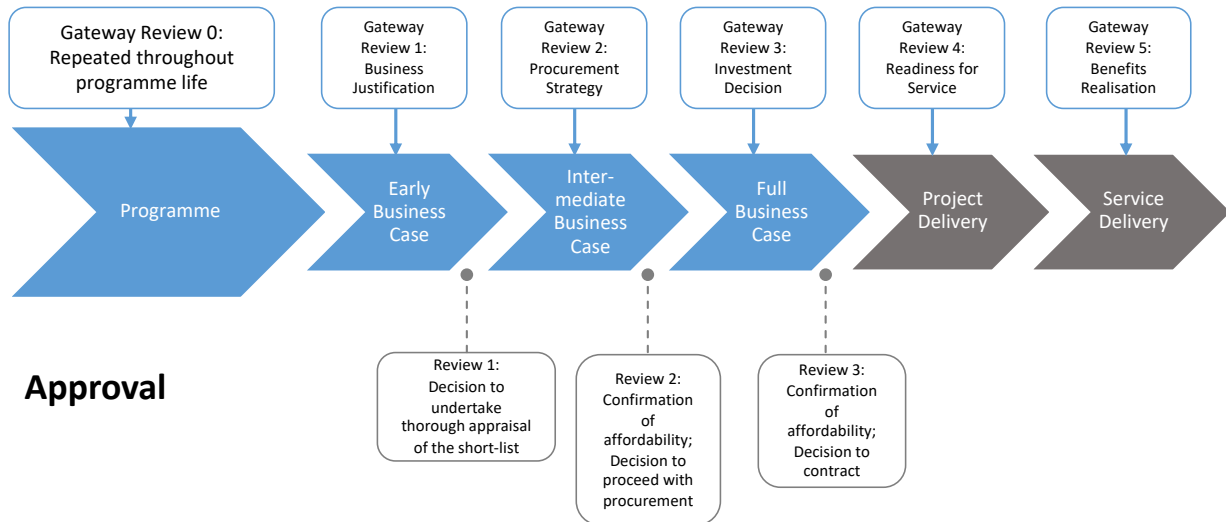 Gateway Review 0:
Repeated throughout
programme life
Gateway
Review 1:
Business
Justification
Gateway
Review 2:
Procurement
Strategy
Gateway
Review 3:
Investment
Decision
Gateway
Review 4:
Readiness for
Service
Gateway
Review 5:
Benefits
Realisation
Programme
Early
Business
Case
Inter-
mediate
Business
Case
Full
Business
Case
Project
Delivery
Service
Delivery
Approval
Review 1:
Decision to
undertake
thorough appraisal
of the short-list
Review 2:
Confirmation
of
affordability;
Decision to
proceed with
procurement
Review 3:
Confirmation
of
affordability;
Decision to
contract